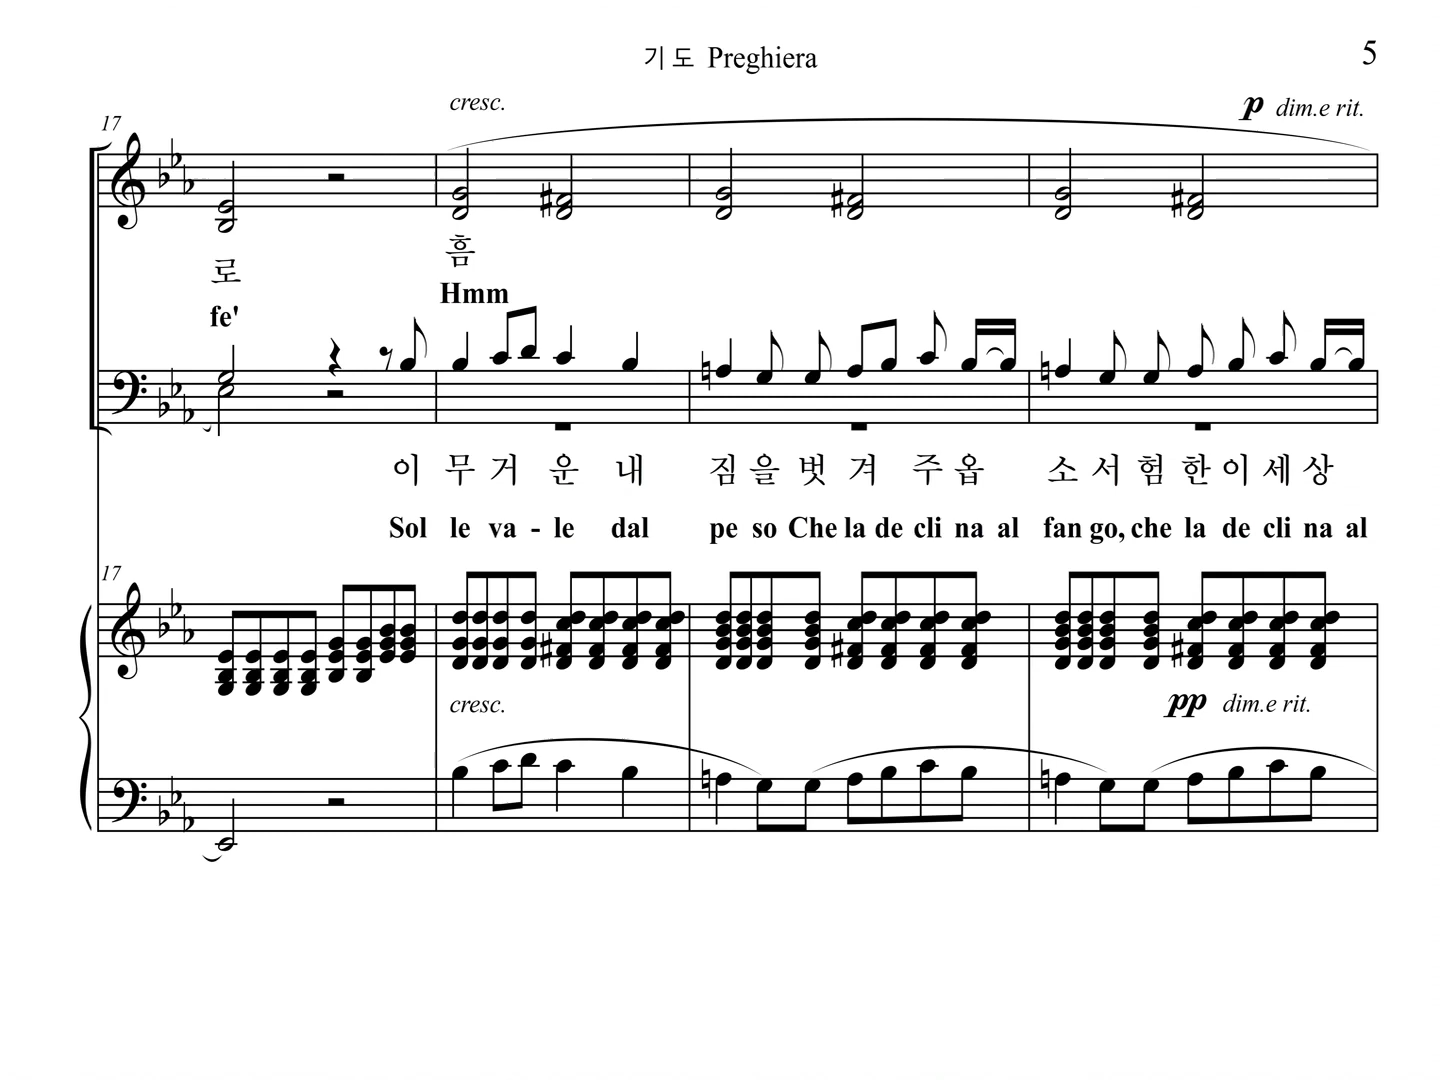 기 도 Preghiera
5
cresc.
p dim.e rit.
17
흠
로
Hmm
fe'
이 무 거 운 내 짐 을 벗 겨 주 옵 소 서 험 한 이 세 상
Sol le va - le dal pe so Che la de cli na al fan go, che la de cli na al
17
cresc.
pp dim.e rit.